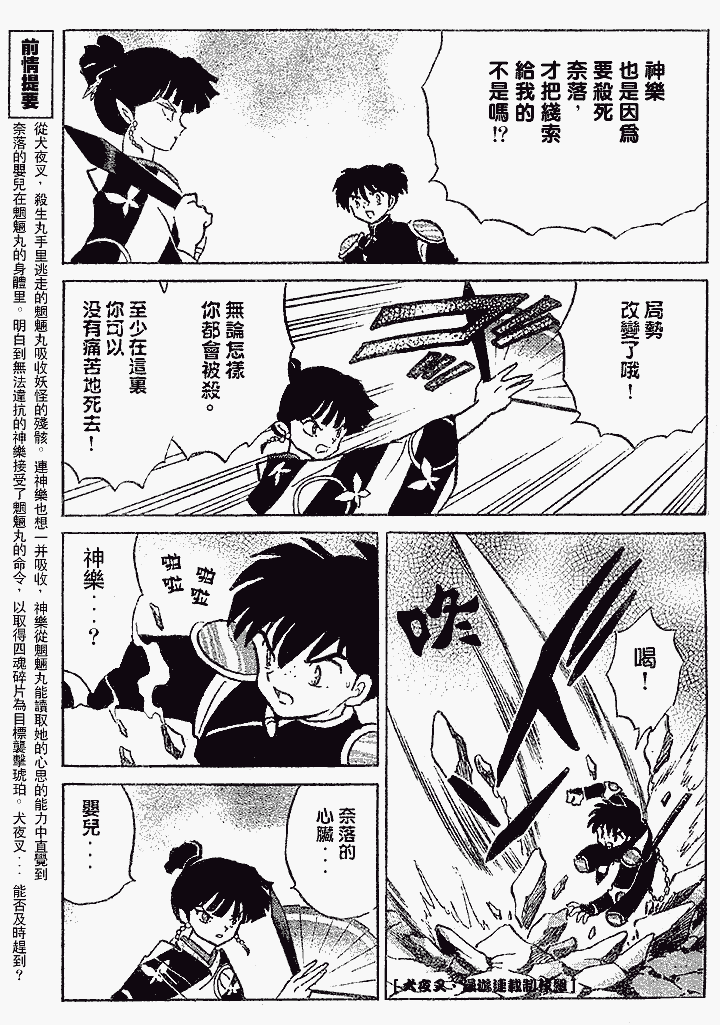 神樂
也是因為
要殺死
奈落，
才把綫索
給我的
不是嗎!?
局勢
改變了哦！
無論怎樣
你都會被殺。
至少在這裏
你可以
没有痛苦地死去！
喝！
咚
啦啦
啦啦
神樂...？
奈落的
心臟...
嬰兒...
前情提要
從犬夜叉，殺生丸手里逃走的魍魎丸吸收妖怪的殘骸。連神樂也想一并吸收，神樂從魍魎丸能讀取她的心思的能力中直覺到
奈落的嬰兒在魍魎丸的身體里。明白到無法違抗的神樂接受了魍魎丸的命令，以取得四魂碎片為目標襲擊琥珀。犬夜叉... 能否及時趕到？